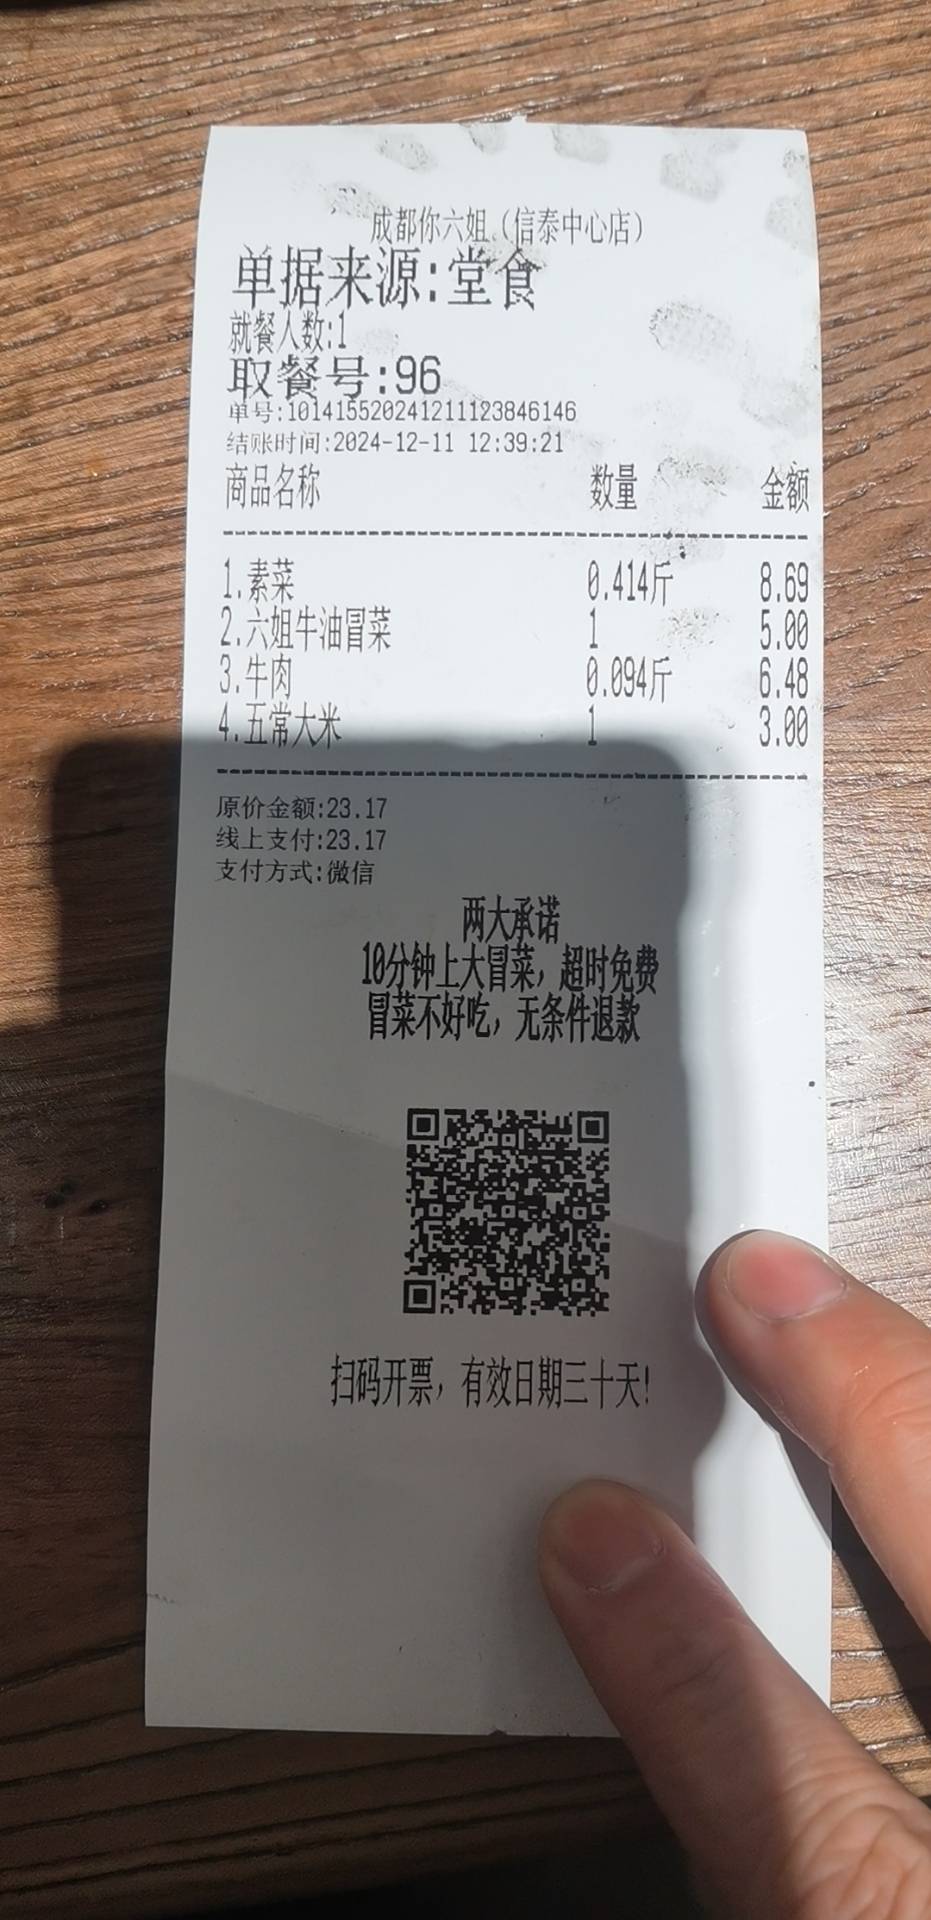 成都你六姐（信泰中心店）
单据来源:堂食
就餐人数:1
取餐号:96
单号:10141552024121112384​6146
结账时间:2024-12-11 12:39:21
商品名称 数量 金额
1.素菜 0.414斤 8.69
2.六姐牛油冒菜 1 5.00
3.牛肉 0.094斤 6.48
4.五常大米 1 3.00
原价金额:23.17
线上支付:23.17
支付方式:微信
两大承诺
10分钟上大冒菜，超时免费
冒菜不好吃，无条件退款
扫码开票，有效日期三十天!